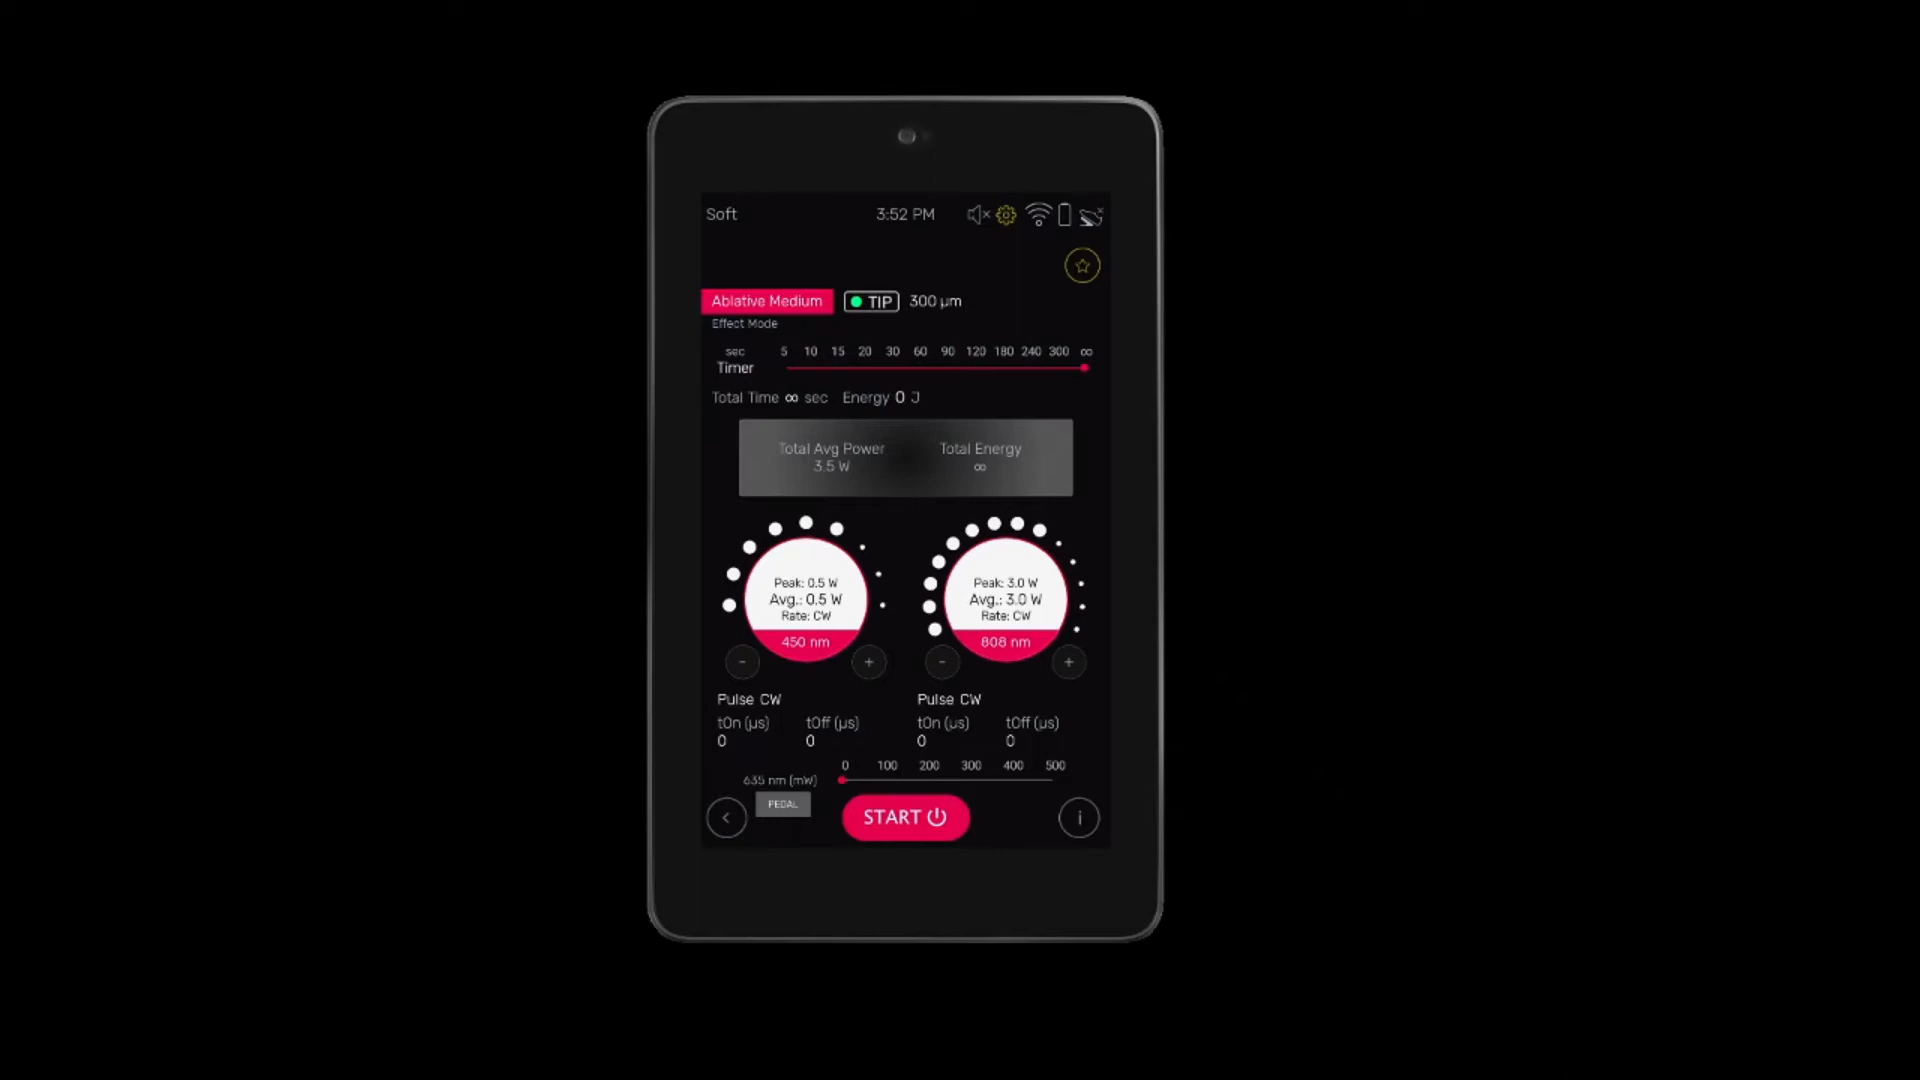 Soft 3:52 PM
Ablative Medium TIP 300 µm
Effect Mode
sec 5 10 15 20 30 60 90 120 180 240 300 ∞
Timer
Total Time ∞ sec Energy 0 J
Total Avg Power Total Energy
3.5 W ∞
Peak: 0.5 W
Avg.: 0.5 W
Rate: CW
450 nm
- +
Peak: 3.0 W
Avg.: 3.0 W
Rate: CW
808 nm
- +
Pulse CW Pulse CW
tOn (µs) tOff (µs) tOn (µs) tOff (µs)
0 0 0 0
0 100 200 300 400 500
635 nm (mW)
PEDAL
< START i